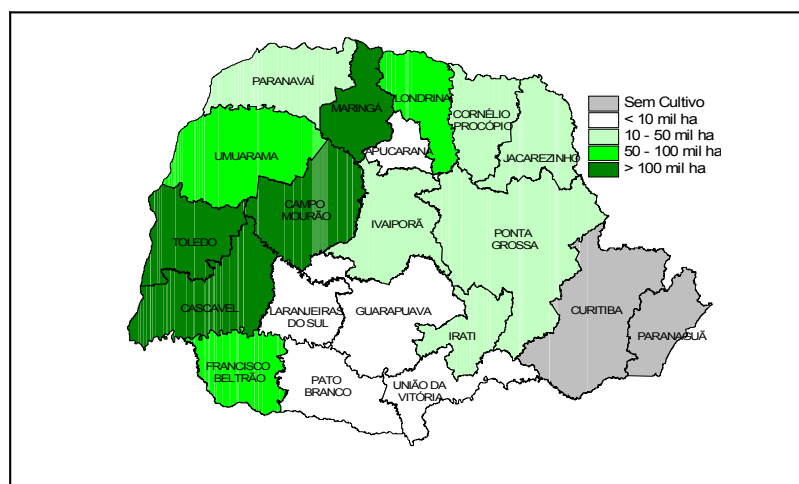 PARANAVAÍ
MARINGÁ
LONDRINA
CORNÉLIO
PROCÓPIO
JACAREZINHO
APUCARANA
UMUARAMA
CAMPO
MOURÃO
IVAIPORÃ
PONTA
GROSSA
TOLEDO
CASCAVEL
LARANJEIRAS
DO SUL
GUARAPUAVA
IRATI
CURITIBA
PARANAGUÃ
FRANCISCO
BELTRÃO
PATO
BRANCO
UNIÃO DA
VITÓRIA
Sem Cultivo
< 10 mil ha
10 - 50 mil ha
50 - 100 mil ha
> 100 mil ha